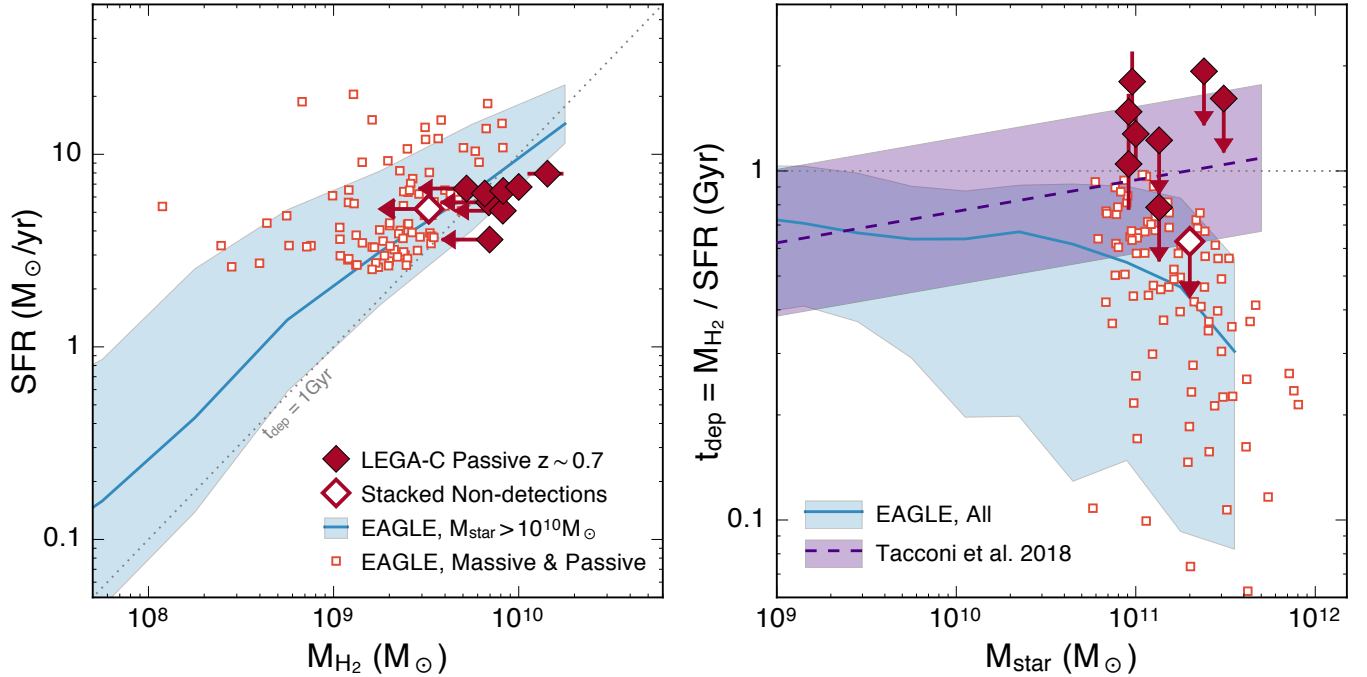 SFR (M⊙/yr)
10
1
0.1
t_dep = 1Gyr
LEGA-C Passive z ~ 0.7
Stacked Non-detections
EAGLE, M_star > 10^10 M⊙
EAGLE, Massive & Passive
10^8
10^9
10^10
M_H2 (M⊙)
t_dep = M_H2 / SFR (Gyr)
1
0.1
EAGLE, All
Tacconi et al. 2018
10^9
10^10
10^11
10^12
M_star (M⊙)